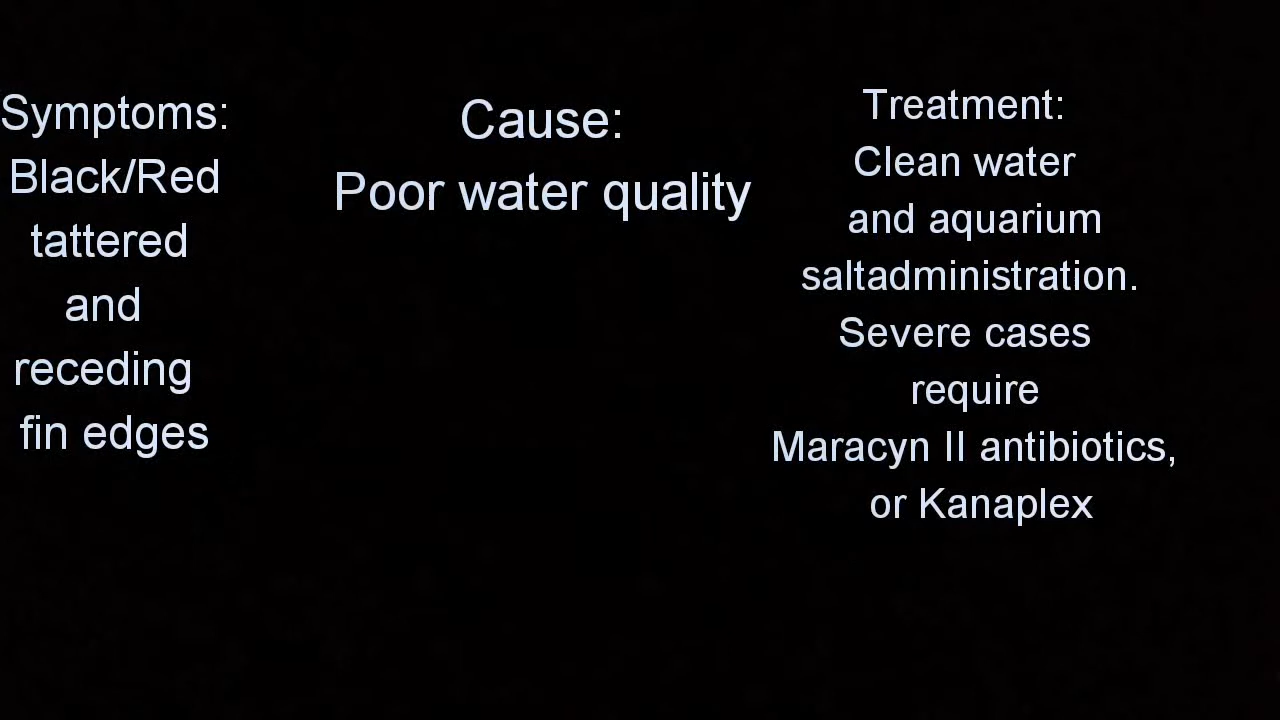 Symptoms:
Black/Red
tattered
and
receding
fin edges
Cause:
Poor water quality
Treatment:
Clean water
and aquarium
saltadministration.
Severe cases
require
Maracyn II antibiotics,
or Kanaplex